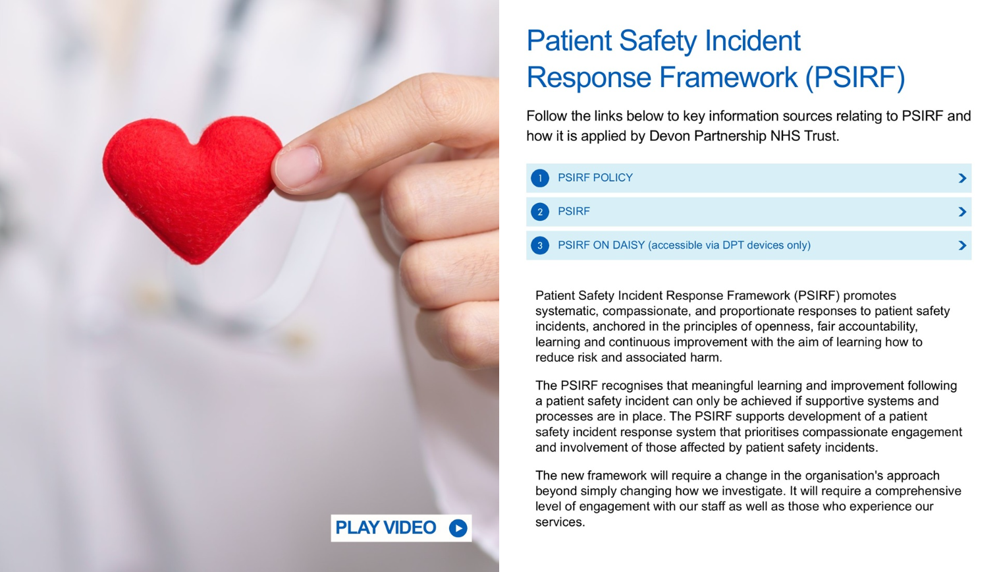 Patient Safety Incident
Response Framework (PSIRF)
Follow the links below to key information sources relating to PSIRF and
how it is applied by Devon Partnership NHS Trust.
1 PSIRF POLICY
2 PSIRF
3 PSIRF ON DAISY (accessible via DPT devices only)
Patient Safety Incident Response Framework (PSIRF) promotes
systematic, compassionate, and proportionate responses to patient safety
incidents, anchored in the principles of openness, fair accountability,
learning and continuous improvement with the aim of learning how to
reduce risk and associated harm.
The PSIRF recognises that meaningful learning and improvement following
a patient safety incident can only be achieved if supportive systems and
processes are in place. The PSIRF supports development of a patient
safety incident response system that prioritises compassionate engagement
and involvement of those affected by patient safety incidents.
The new framework will require a change in the organisation's approach
beyond simply changing how we investigate. It will require a comprehensive
level of engagement with our staff as well as those who experience our
services.
PLAY VIDEO